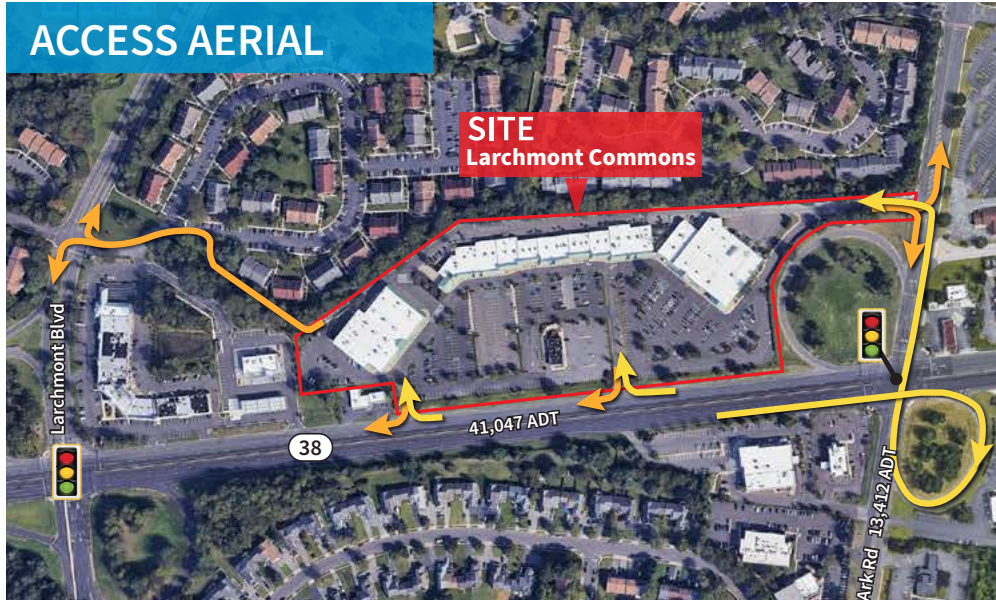 ACCESS AERIAL
SITE
Larchmont Commons
Larchmont Blvd
38
41,047 ADT
Ark Rd 13,412 ADT